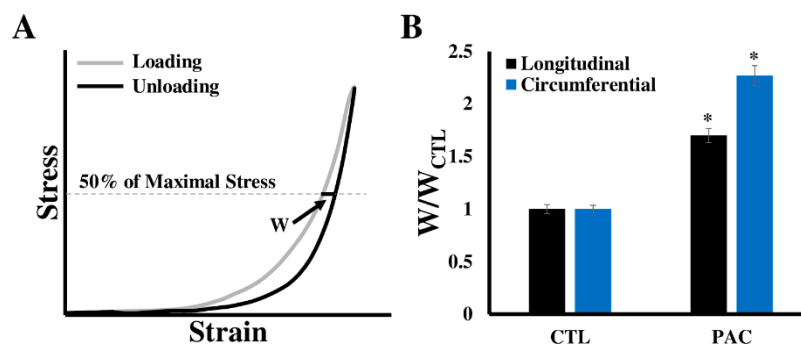 A
Loading
Unloading
50% of Maximal Stress
W
Stress
Strain
B
2.5
Longitudinal
Circumferential
2
1.5
1
0.5
0
W/W_CTL
*
*
CTL
PAC